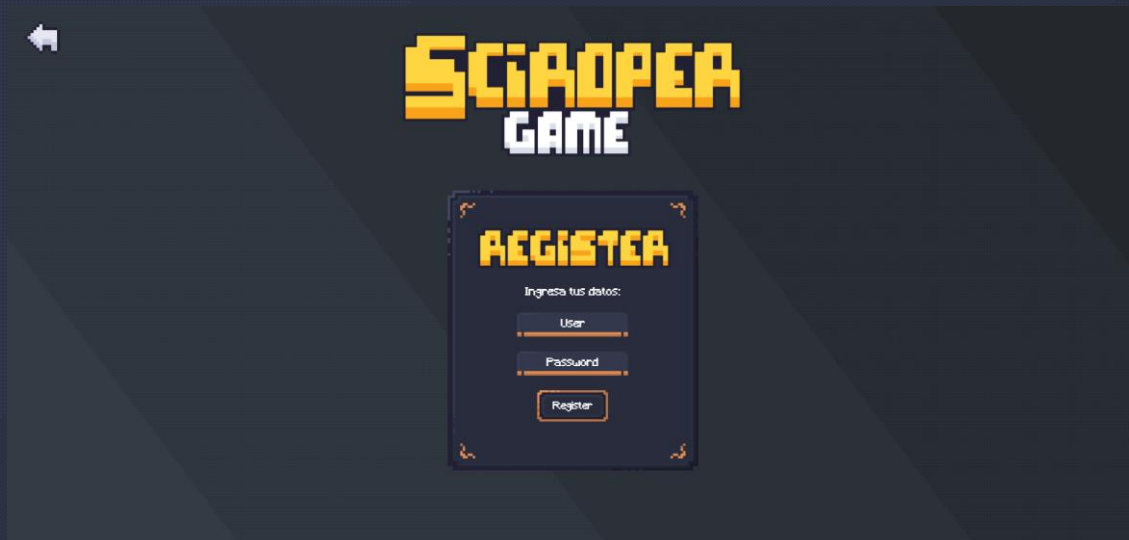 SCIROPER
GAME
REGISTER
Ingresa tus datos:
User
Password
Register